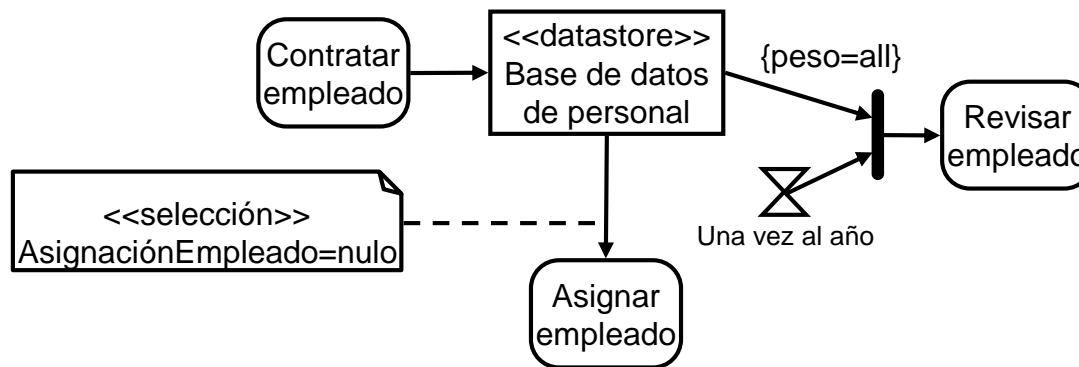 Contratar
empleado
<<datastore>>
Base de datos
de personal
{peso=all}
Revisar
empleado
<<selección>>
AsignaciónEmpleado=nulo
Una vez al año
Asignar
empleado